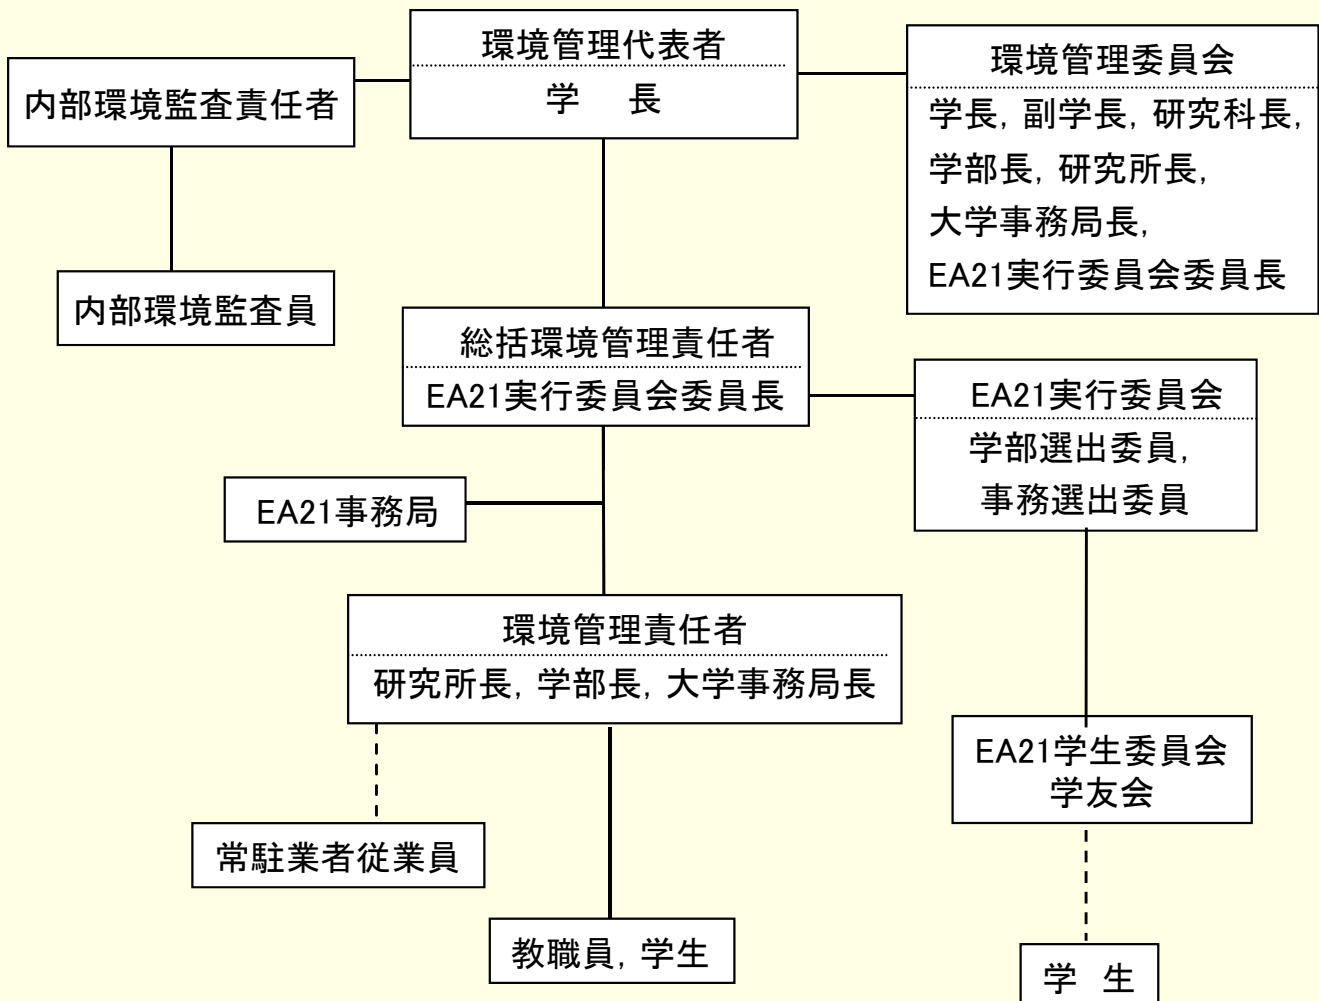 環境管理代表者
学　長
内部環境監査責任者
環境管理委員会
学長, 副学長, 研究科長,
学部長, 研究所長,
大学事務局長,
EA21実行委員会委員長
内部環境監査員
総括環境管理責任者
EA21実行委員会委員長
EA21実行委員会
学部選出委員,
事務選出委員
EA21事務局
環境管理責任者
研究所長, 学部長, 大学事務局長
EA21学生委員会
学友会
常駐業者従業員
教職員, 学生
学　生